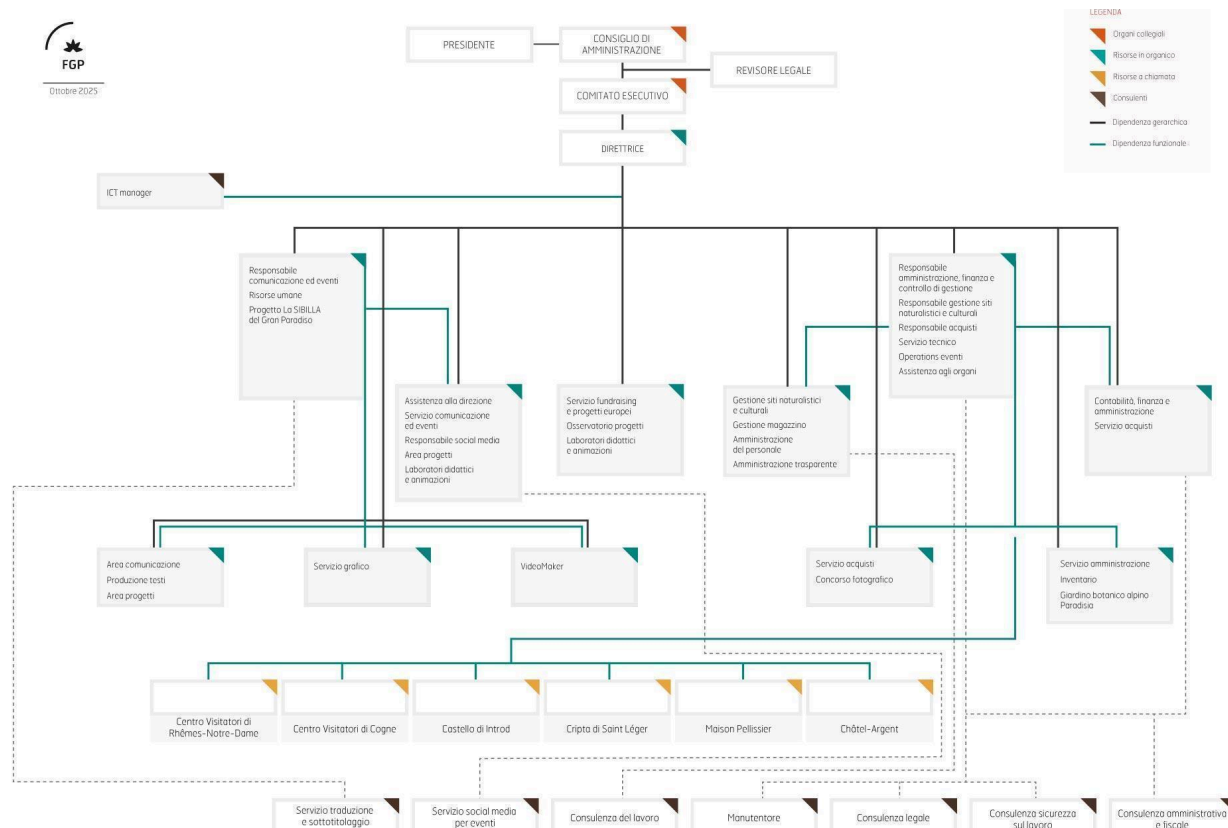 FGP
Ottobre 2025
PRESIDENTE
CONSIGLIO DI
AMMINISTRAZIONE
REVISORE LEGALE
COMITATO ESECUTIVO
DIRETTRICE
LEGENDA
Organi collegiali
Risorse in organico
Risorse a chiamata
Consulenti
Dipendenza gerarchica
Dipendenza funzionale
ICT manager
Responsabile
comunicazione ed eventi
Risorse umane
Progetto La SIBILLA
del Gran Paradiso
Responsabile
amministrazione, finanza e
controllo di gestione
Responsabile gestione siti
naturalistici e culturali
Responsabile acquisti
Servizio tecnico
Operations eventi
Assistenza agli organi
Assistenza alla direzione
Servizio comunicazione
ed eventi
Responsabile social media
Area progetti
Laboratori didattici
e animazioni
Servizio fundraising
e progetti europei
Osservatorio progetti
Laboratori didattici
e animazioni
Gestione siti naturalistici
e culturali
Gestione magazzino
Amministrazione
del personale
Amministrazione trasparente
Contabilità, finanza e
amministrazione
Servizio acquisti
Area comunicazione
Produzione testi
Area progetti
Servizio grafico
VideoMaker
Servizio acquisti
Concorso fotografico
Servizio amministrazione
Inventario
Giardino botanico alpino
Paradisia
Centro Visitatori di
Rhêmes-Notre-Dame
Centro Visitatori di Cogne
Castello di Introd
Cripta di Saint Léger
Maison Pellissier
Châtel-Argent
Servizio traduzione
e sottotitolaggio
Servizio social media
per eventi
Consulenza del lavoro
Manutentore
Consulenza legale
Consulenza sicurezza
sul lavoro
Consulenza amministrativa
e fiscale